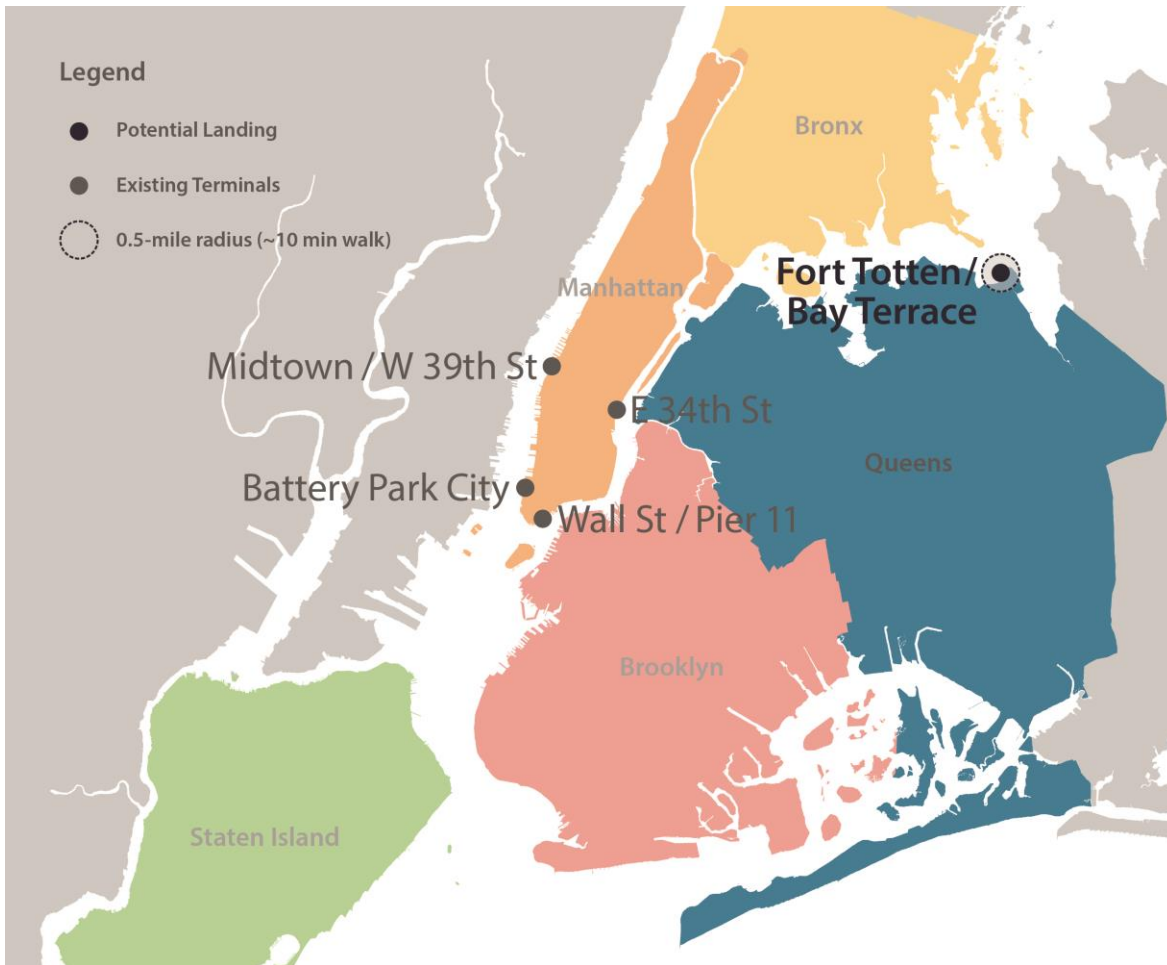 Legend
Potential Landing
Existing Terminals
0.5-mile radius (~10 min walk)
Bronx
Fort Totten/
Bay Terrace
Manhattan
Midtown / W 39th St
E 34th St
Queens
Battery Park City
Wall St / Pier 11
Brooklyn
Staten Island